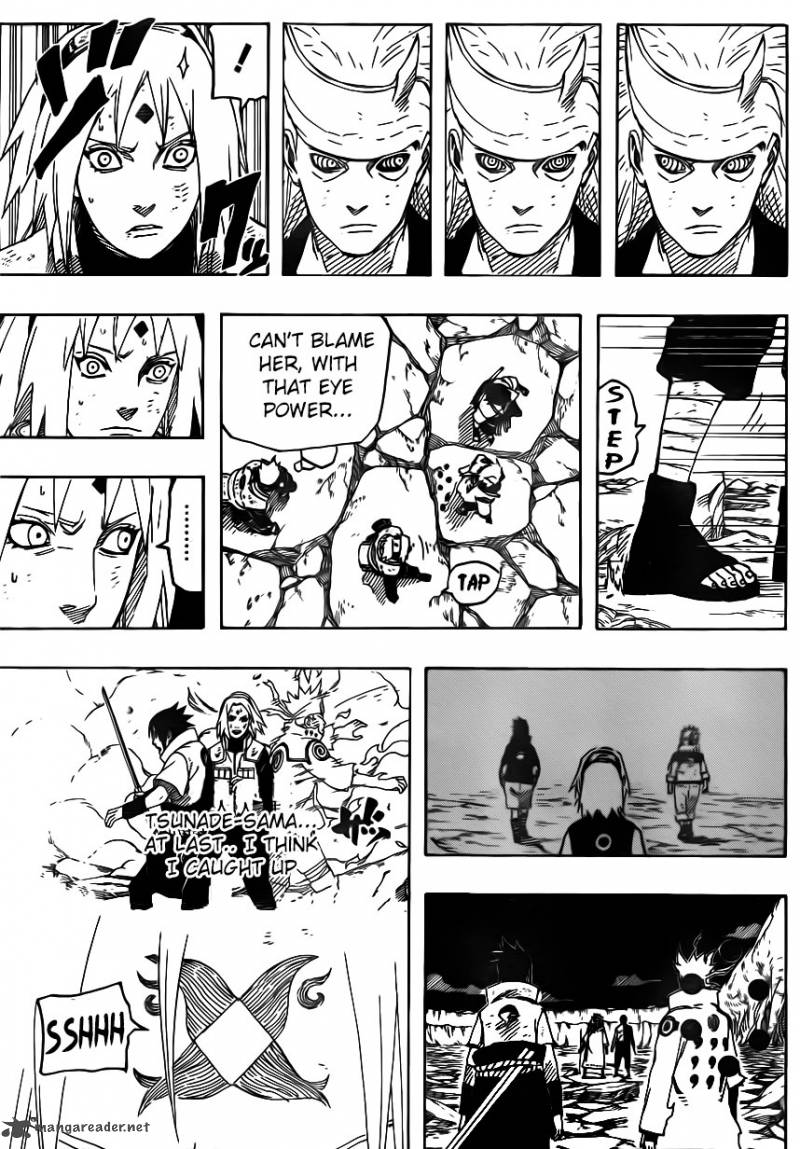 !
STEP
CAN'T BLAME
HER, WITH
THAT EYE
POWER...
TAP
.........
TSUNADE-SAMA...
AT LAST.. I THINK
I CAUGHT UP
SSHHH
mangareader.net